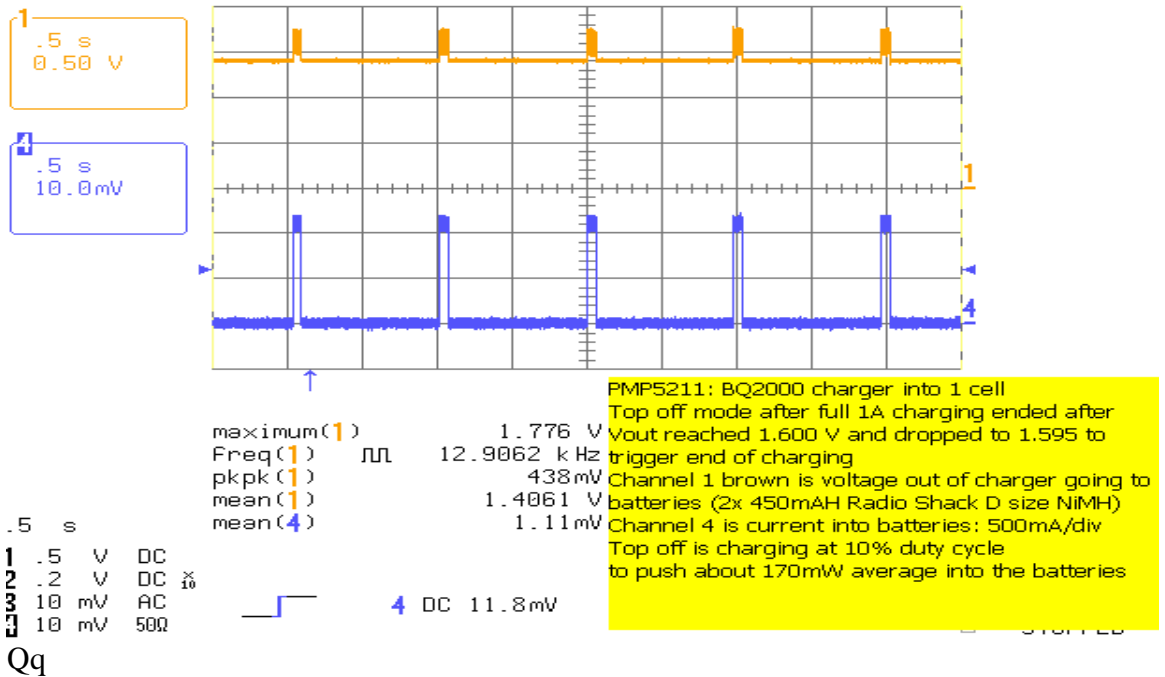 1
.5 s
0.50 V
4
.5 s
10.0mV
1
4
PMP5211: BQ2000 charger into 1 cell
Top off mode after full 1A charging ended after
Vout reached 1.600 V and dropped to 1.595 to
trigger end of charging
Channel 1 brown is voltage out of charger going to
batteries (2x 450mAH Radio Shack D size NiMH)
Channel 4 is current into batteries: 500mA/div
Top off is charging at 10% duty cycle
to push about 170mW average into the batteries
maximum(1) 1.776 V
Freq(1) 12.9062 kHz
pkpk(1) 438mV
mean(1) 1.4061 V
mean(4) 1.11mV
.5 s
1 .5 V DC
2 .2 V DC X10
3 10 mV AC
4 10 mV 50Ω
4 DC 11.8mV
Qq